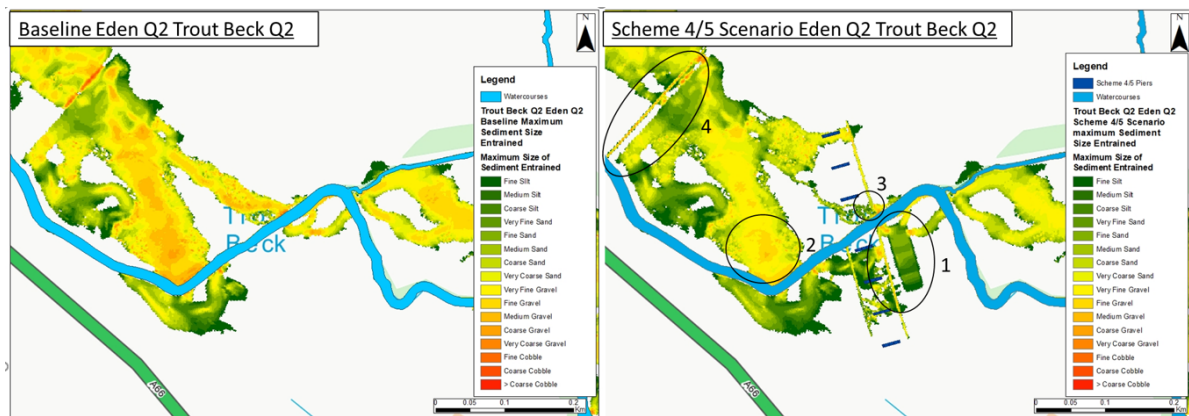 Baseline Eden Q2 Trout Beck Q2
N
Legend
Watercourses
Trout Beck Q2 Eden Q2
Baseline Maximum
Sediment Size
Entrained
Maximum Size of
Sediment Entrained
Fine Silt
Medium Silt
Coarse Silt
Very Fine Sand
Fine Sand
Medium Sand
Coarse Sand
Very Coarse Sand
Very Fine Gravel
Fine Gravel
Medium Gravel
Coarse Gravel
Very Coarse Gravel
Fine Cobble
Coarse Cobble
> Coarse Cobble
Beck
A66
0 0.05 0.1 0.2
Km
Scheme 4/5 Scenario Eden Q2 Trout Beck Q2
N
Legend
Scheme 4/5 Piers
Watercourses
Trout Beck Q2 Eden Q2
Scheme 4/5 Scenario
maximum Sediment
Size Entrained
Maximum Size of
Sediment Entrained
Fine Silt
Medium Silt
Coarse Silt
Very Fine Sand
Fine Sand
Medium Sand
Coarse Sand
Very Coarse Sand
Very Fine Gravel
Fine Gravel
Medium Gravel
Coarse Gravel
Very Coarse Gravel
Fine Cobble
Coarse Cobble
> Coarse Cobble
4
3
2
Beck
1
A66
0 0.05 0.1 0.2
Km